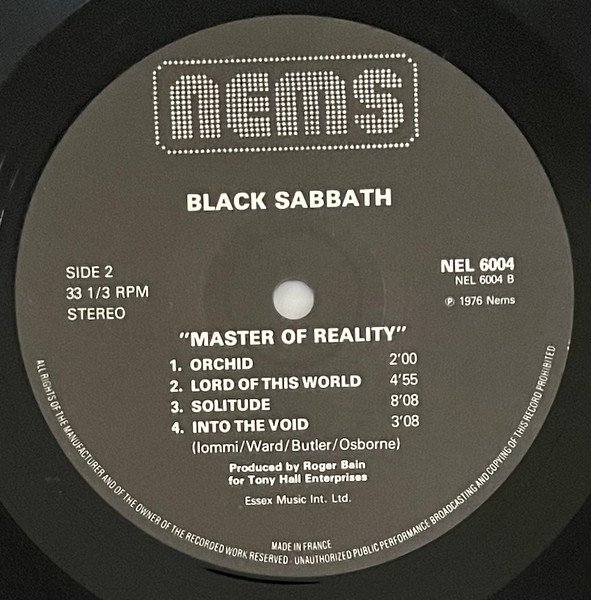 nems
BLACK SABBATH
SIDE 2
33 1/3 RPM
STEREO
NEL 6004
NEL 6004 B
℗ 1976 Nems
"MASTER OF REALITY"
1. ORCHID 2'00
2. LORD OF THIS WORLD 4'55
3. SOLITUDE 8'08
4. INTO THE VOID 3'08
(Iommi/Ward/Butler/Osborne)
Produced by Roger Bain
for Tony Hall Enterprises
Essex Music Int. Ltd.
MADE IN FRANCE
ALL RIGHTS OF THE MANUFACTURER AND OF THE OWNER OF THE RECORDED WORK RESERVED - UNAUTHORIZED PUBLIC PERFORMANCE BROADCASTING AND COPYING OF THIS RECORD PROHIBITED